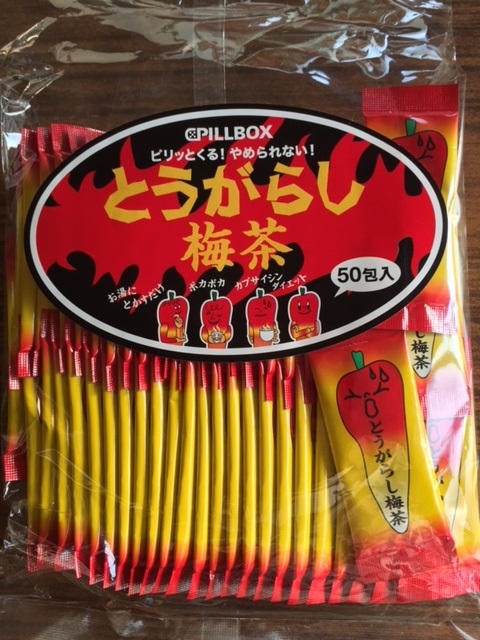 PILLBOX
ピリッとくる!やめられない!
とうがらし
梅茶
50包入
お湯に
とかすだけ!
ポカポカ
カプサイシン
ダイエット
し梅茶
とうがらし梅茶